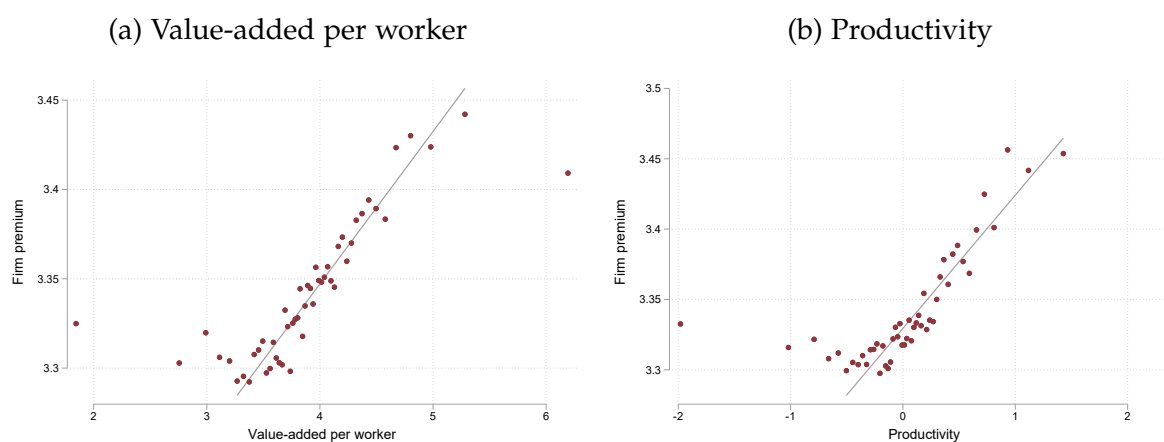 (a) Value-added per worker
3.45
3.4
3.35
3.3
Firm premium
2 3 4 5 6
Value-added per worker
(b) Productivity
3.5
3.45
3.4
3.35
3.3
Firm premium
-2 -1 0 1 2
Productivity